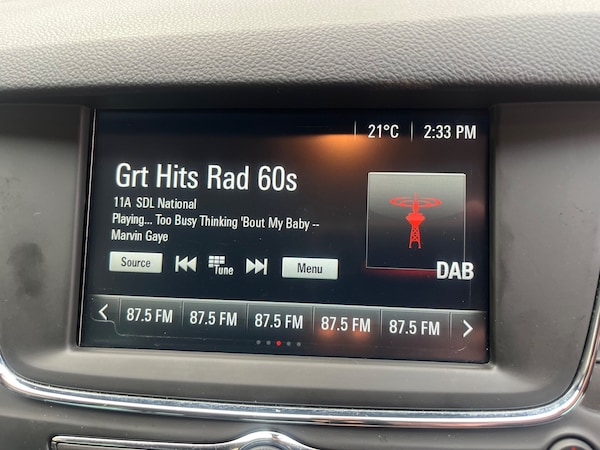 21°C 2:33 PM
Grt Hits Rad 60s
11A SDL National
Playing... Too Busy Thinking 'Bout My Baby --
Marvin Gaye
Source Tune Menu
DAB
87.5 FM 87.5 FM 87.5 FM 87.5 FM 87.5 FM